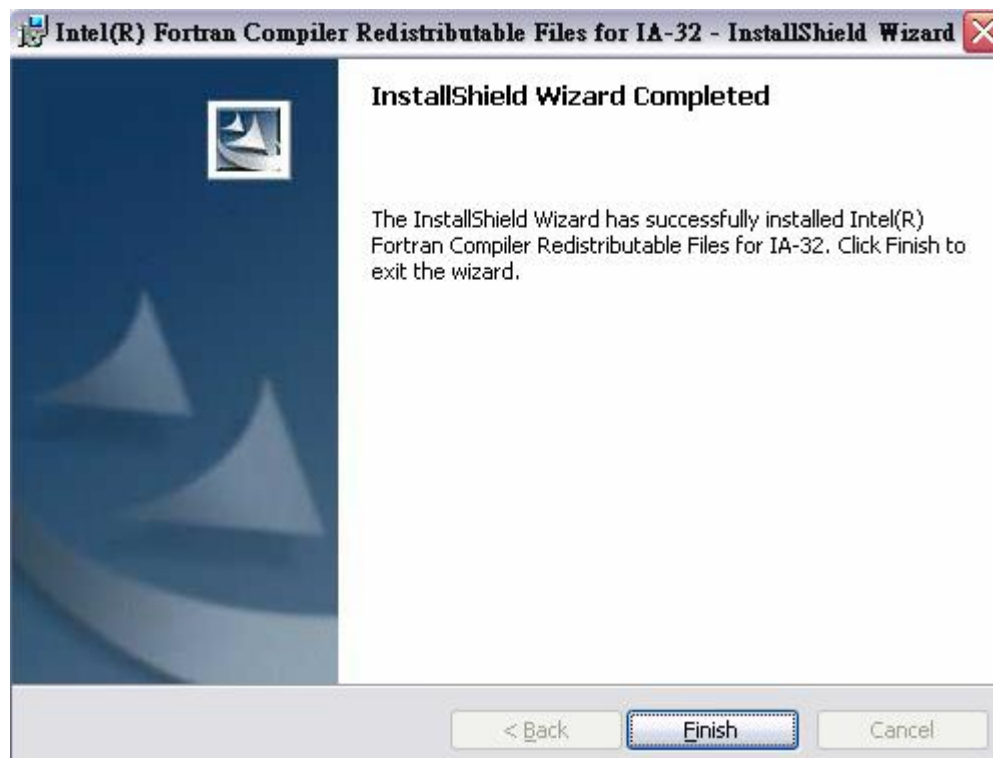 Intel(R) Fortran Compiler Redistributable Files for IA-32 - InstallShield Wizard
InstallShield Wizard Completed
The InstallShield Wizard has successfully installed Intel(R)
Fortran Compiler Redistributable Files for IA-32. Click Finish to
exit the wizard.
< Back
Finish
Cancel